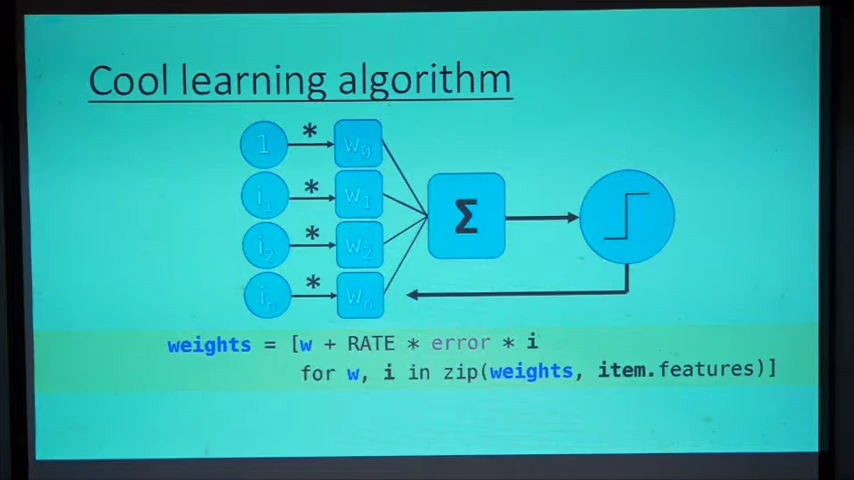 Cool learning algorithm
1 * w0
i1 * w1
i2 * w2
in * wn
Σ
weights = [w + RATE * error * i
for w, i in zip(weights, item.features)]